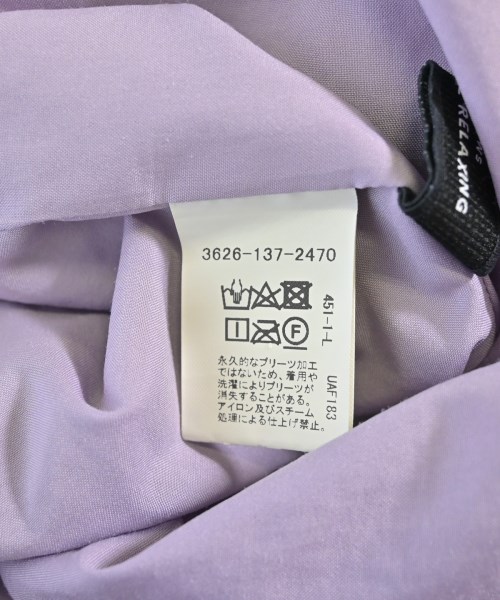 WS
RELAXING
3626-137-2470
F
451-1-L
UAF183
永久的なプリーツ加工
ではないため、着用や
洗濯によりプリーツが
消失することがある。
アイロン及びスチーム
処理による仕上げ禁止。